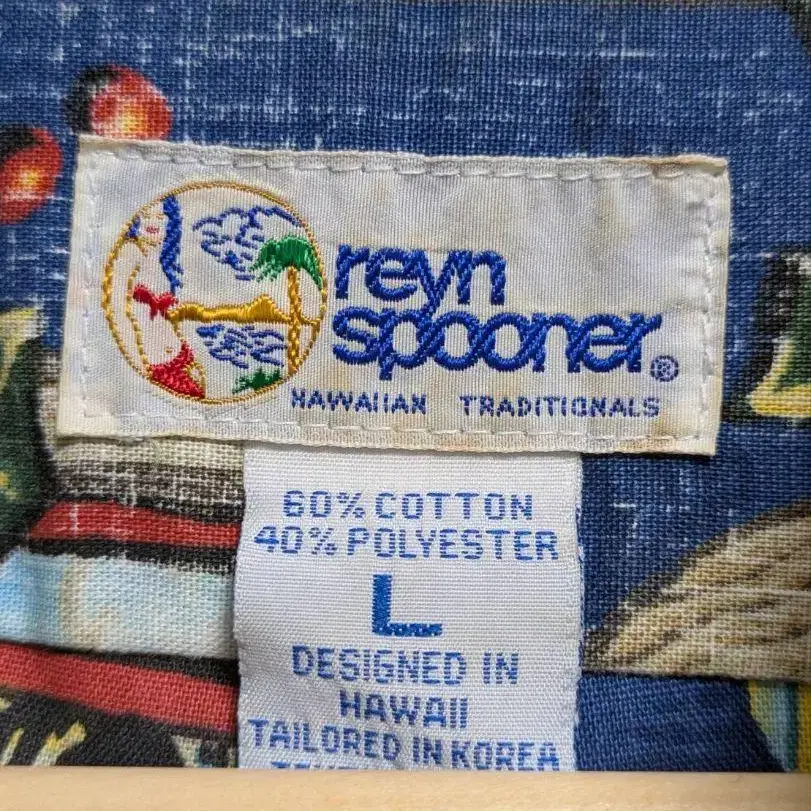 reyn
spooner®
HAWAIIAN TRADITIONALS
60% COTTON
40% POLYESTER
L
DESIGNED IN
HAWAII
TAILORED IN KOREA